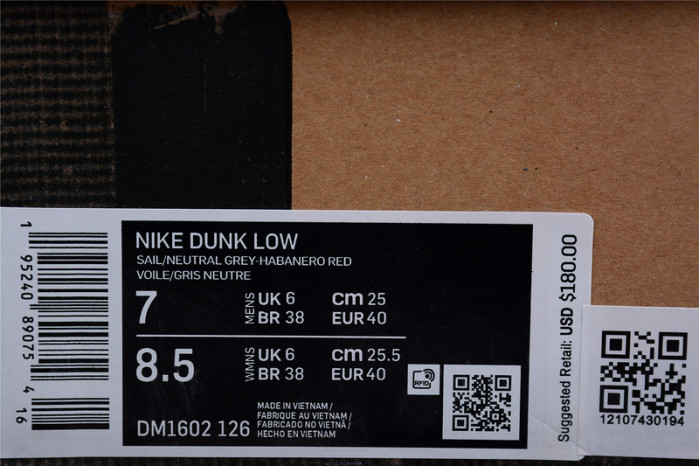 NIKE DUNK LOW
SAIL/NEUTRAL GREY-HABANERO RED
VOILE/GRIS NEUTRE
7 MENS UK 6 cm 25
BR 38 EUR 40
8.5 WMNS UK 6 cm 25.5
BR 38 EUR 40
RFID
DM1602 126
MADE IN VIETNAM /
FABRIQUE AU VIETNAM /
FABRICADO NO VIETNÃ /
HECHO EN VIETNAM
1 95240 89075 4 16
Suggested Retail: USD $180.00
12107430194